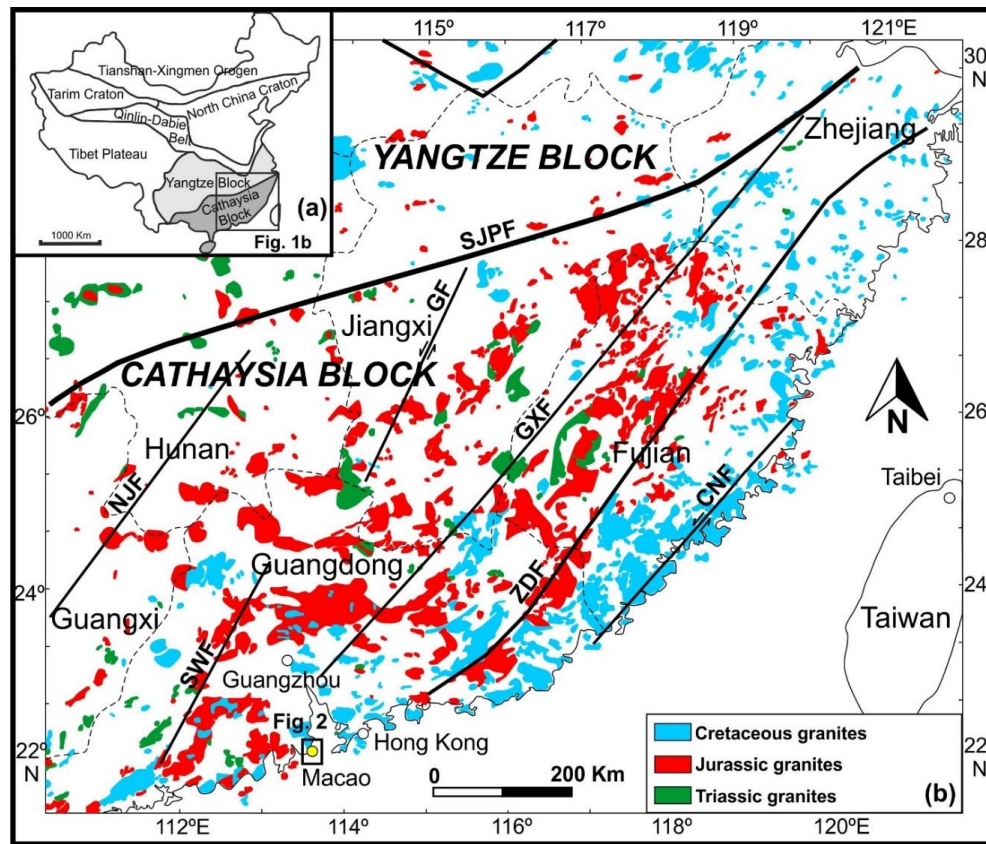 (a)
Tianshan-Xingmen Orogen
Tarim Craton
North China Craton
Qinlin-Dabie
Belt
Tibet Plateau
Yangtze Block
Cathaysia
Block
1000 Km
Fig. 1b
115ºE
117º
119º
121ºE
30
N
Zhejiang
YANGTZE BLOCK
28
SJPF
GF
Jiangxi
CATHAYSIA BLOCK
26º
26
N
Hunan
GXF
Fujian
NJF
CNF
Taibei
Guangdong
24º
24
ZDF
Guangxi
Taiwan
SWF
Guangzhou
Fig. 2
Hong Kong
22º
N
22
N
Macao
0
200 Km
Cretaceous granites
Jurassic granites
Triassic granites
(b)
112ºE
114º
116º
118º
120ºE